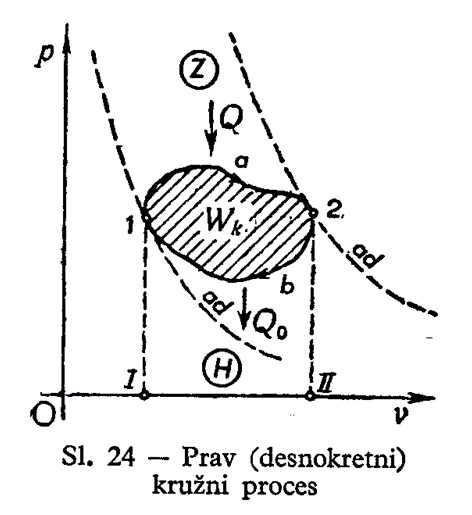 p
Z
Q
a
1
W_k
2
ad
b
ad
Q_0
H
I
II
O
v
Sl. 24 — Prav (desnokretni)
kružni proces